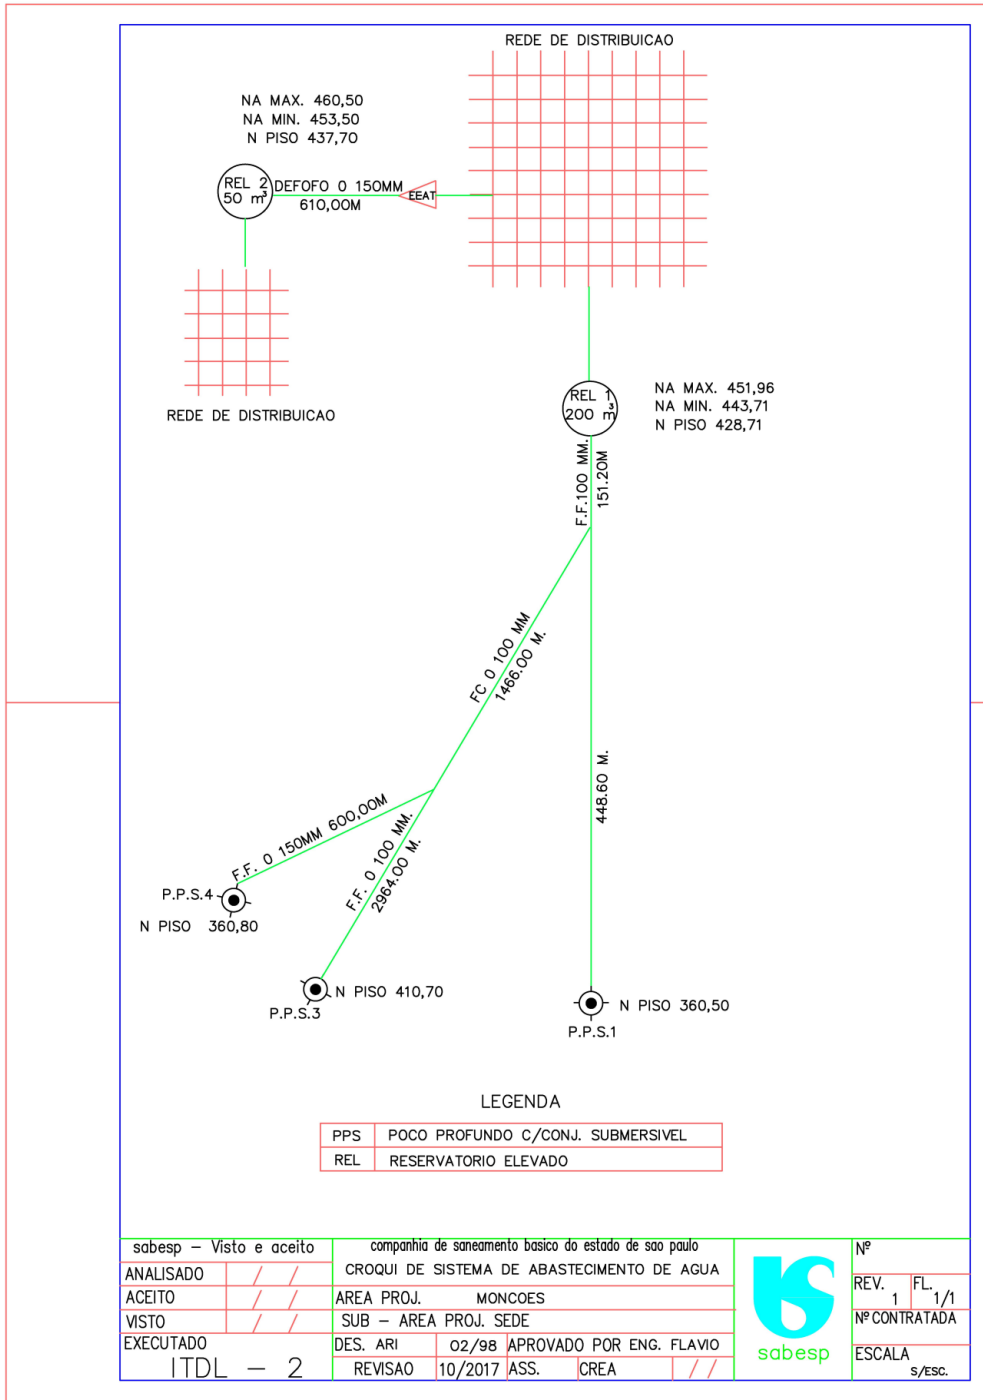 REDE DE DISTRIBUICAO
NA MAX. 460,50
NA MIN. 453,50
N PISO 437,70
REL 2
50 m³
DEFOFO 0 150MM
610,00M
EEAT
REDE DE DISTRIBUICAO
REL 1
200 m³
NA MAX. 451,96
NA MIN. 443,71
N PISO 428,71
F.F.100 MM.
151.20M
FC 0 100 MM
1466.00 M.
448.60 M.
F.F. 0 150MM 600,00M
F.F. 0 100 MM.
2964.00 M.
P.P.S.4
N PISO 360,80
N PISO 410,70
P.P.S.3
N PISO 360,50
P.P.S.1
LEGENDA
PPS POCO PROFUNDO C/CONJ. SUBMERSIVEL
REL RESERVATORIO ELEVADO
sabesp – Visto e aceito
ANALISADO / /
ACEITO / /
VISTO / /
EXECUTADO
ITDL – 2
companhia de saneamento basico do estado de sao paulo
CROQUI DE SISTEMA DE ABASTECIMENTO DE AGUA
AREA PROJ. MONCOES
SUB – AREA PROJ. SEDE
DES. ARI 02/98 APROVADO POR ENG. FLAVIO
REVISAO 10/2017 ASS. CREA / /
sabesp
Nº
REV. 1 FL. 1/1
Nº CONTRATADA
ESCALA
S/ESC.